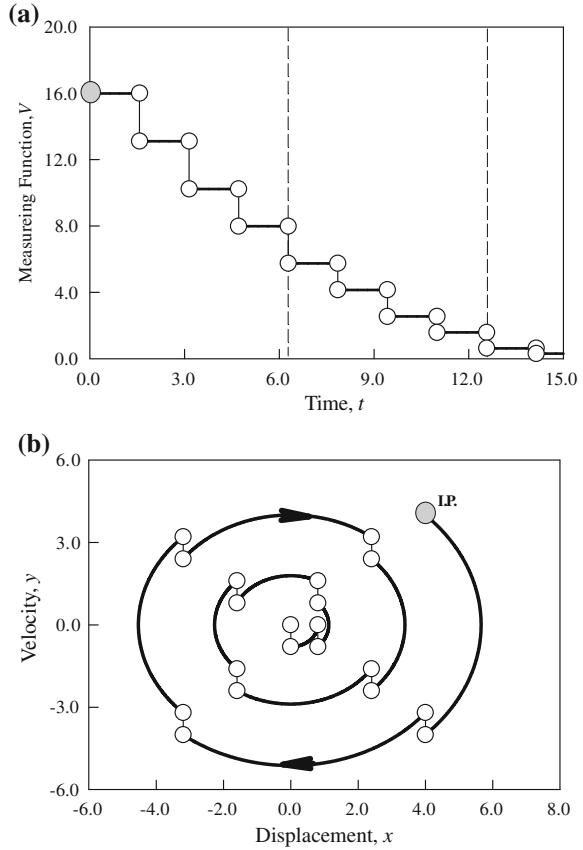 (a)
20.0
16.0
12.0
8.0
4.0
0.0
Measureing Function,V
0.0 3.0 6.0 9.0 12.0 15.0
Time, t
(b)
6.0
3.0
0.0
-3.0
-6.0
Velocity, y
I.P.
-6.0 -4.0 -2.0 0.0 2.0 4.0 6.0 8.0
Displacement, x